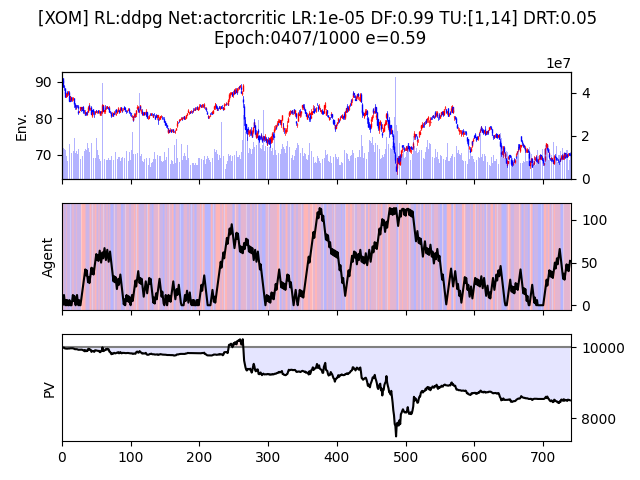 [XOM] RL:ddpg Net:actorcritic LR:1e-05 DF:0.99 TU:[1,14] DRT:0.05
Epoch:0407/1000 e=0.59
1e7
90
80
70
Env.
4
2
0
Agent
100
50
0
PV
10000
8000
0 100 200 300 400 500 600 700